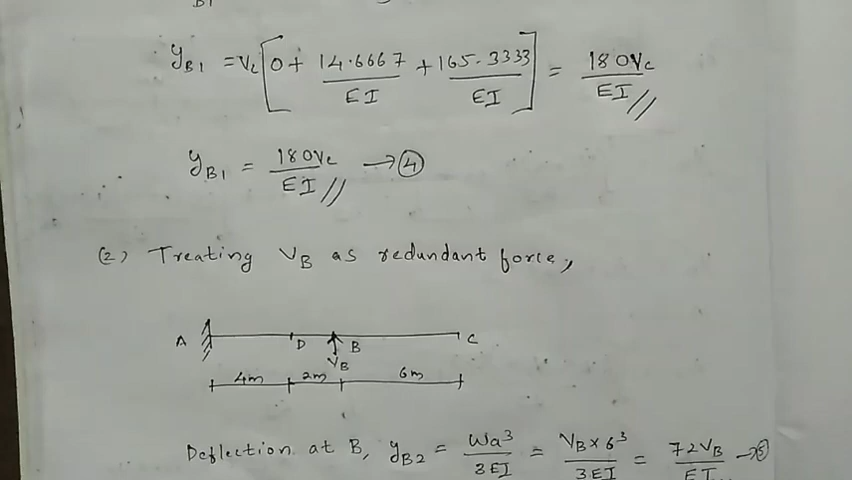 B1
y_B1 = V_c [ 0 + 14.6667/EI + 165.3333/EI ] = 180V_c/EI //
y_B1 = 180V_c/EI // → ④
(2) Treating V_B as redundant force,
A D B C
V_B
4m 2m 6m
Deflection at B, y_B2 = Wa³/3EI = V_B × 6³/3EI = 72V_B/EI → ⑤